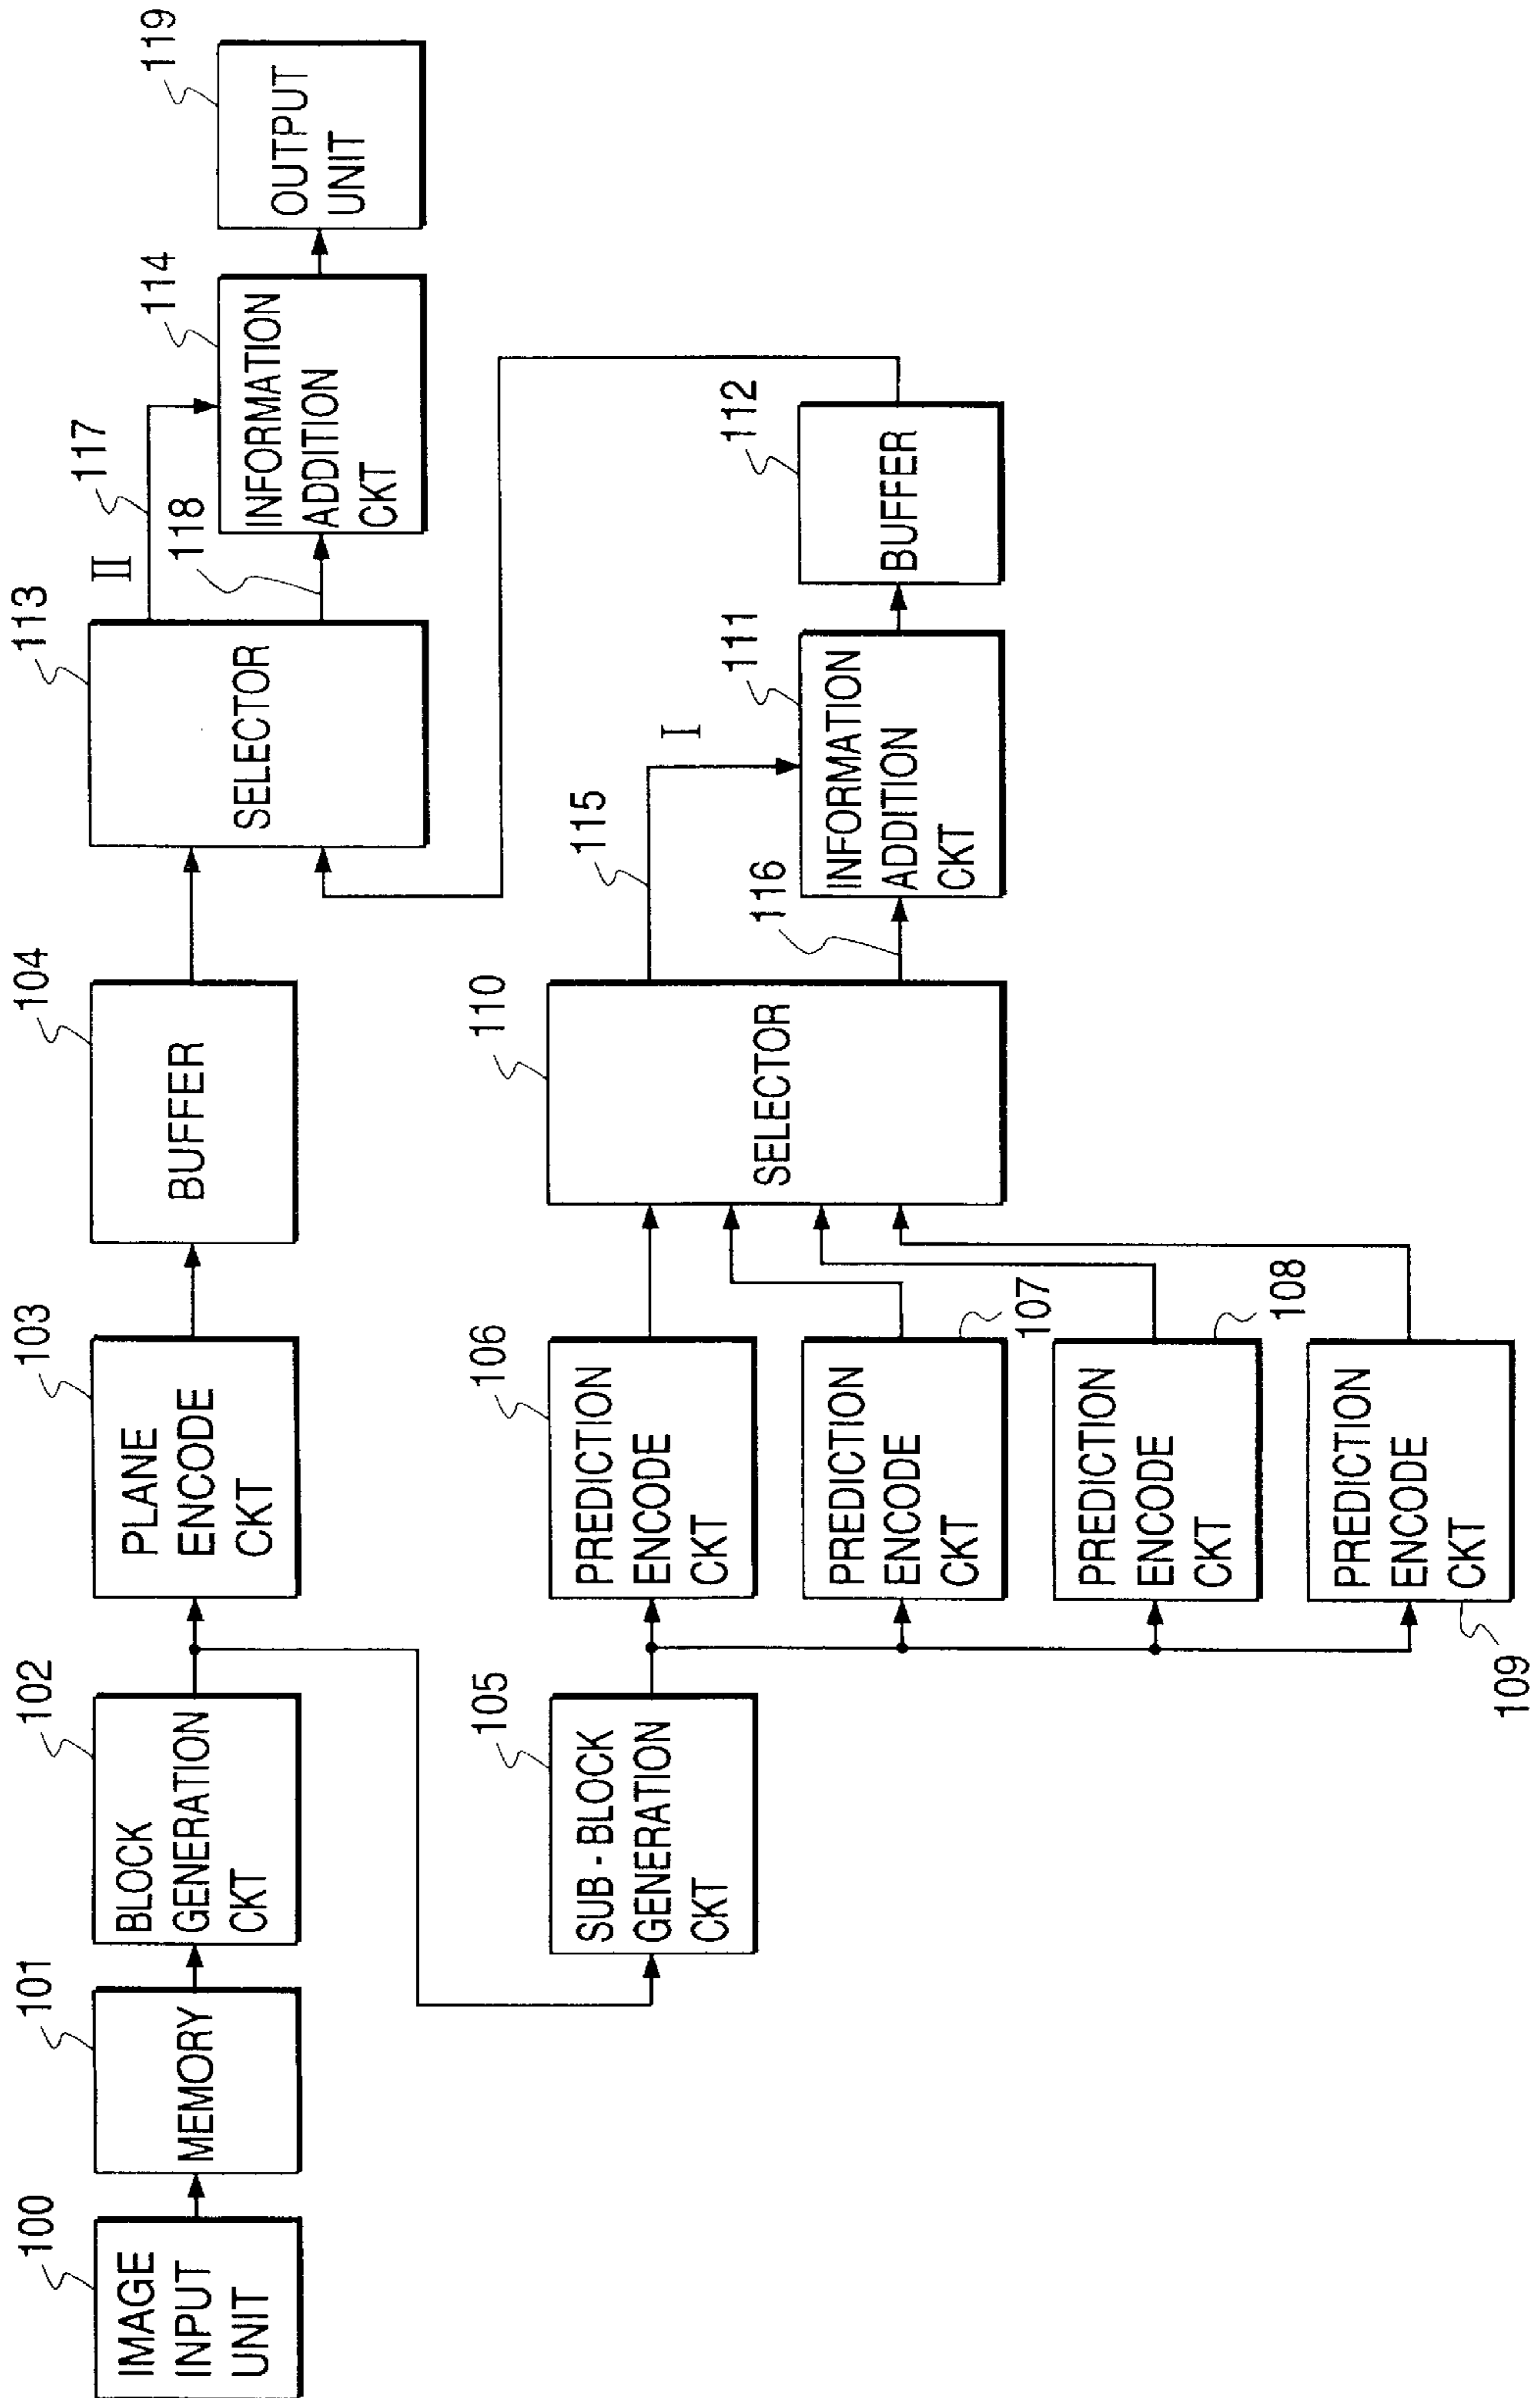 100
IMAGE
INPUT
UNIT
101
MEMORY
102
BLOCK
GENERATION
CKT
103
PLANE
ENCODE
CKT
104
BUFFER
113
SELECTOR
II
117
118
114
INFORMATION
ADDITION
CKT
119
OUTPUT
UNIT
105
SUB-BLOCK
GENERATION
CKT
106
PREDICTION
ENCODE
CKT
107
PREDICTION
ENCODE
CKT
108
PREDICTION
ENCODE
CKT
109
PREDICTION
ENCODE
CKT
110
SELECTOR
115
I
116
111
INFORMATION
ADDITION
CKT
112
BUFFER